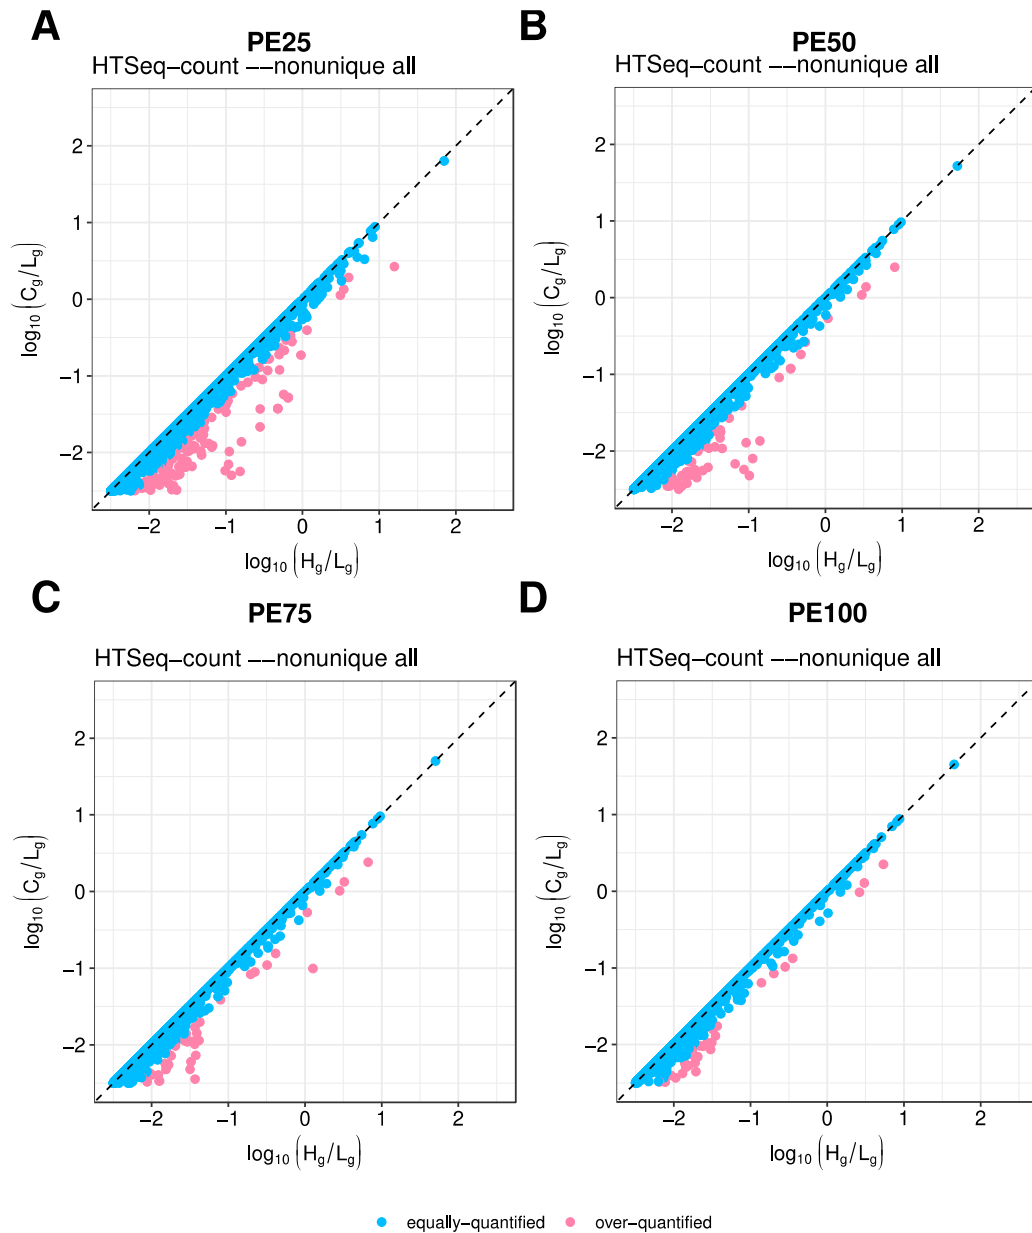 A
PE25
HTSeq−count −−nonunique all
log10 (Cg/Lg)
2
1
0
−1
−2
−2
−1
0
1
2
log10 (Hg/Lg)
B
PE50
HTSeq−count −−nonunique all
log10 (Cg/Lg)
2
1
0
−1
−2
−2
−1
0
1
2
log10 (Hg/Lg)
C
PE75
HTSeq−count −−nonunique all
log10 (Cg/Lg)
2
1
0
−1
−2
−2
−1
0
1
2
log10 (Hg/Lg)
D
PE100
HTSeq−count −−nonunique all
log10 (Cg/Lg)
2
1
0
−1
−2
−2
−1
0
1
2
log10 (Hg/Lg)
equally−quantified
over−quantified